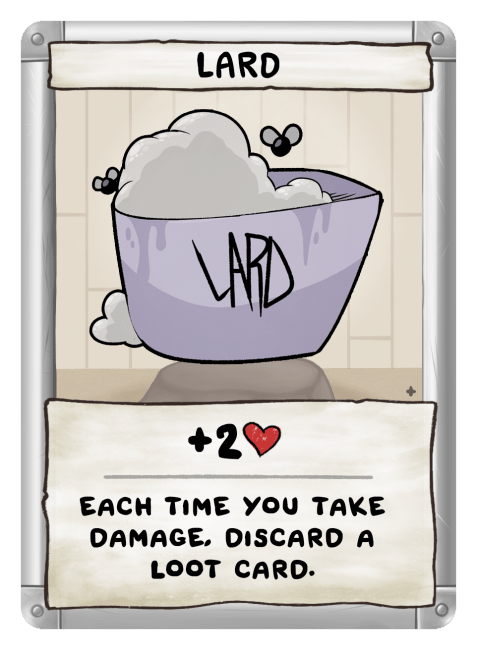 LARD
LARD
+2
EACH TIME YOU TAKE
DAMAGE, DISCARD A
LOOT CARD.